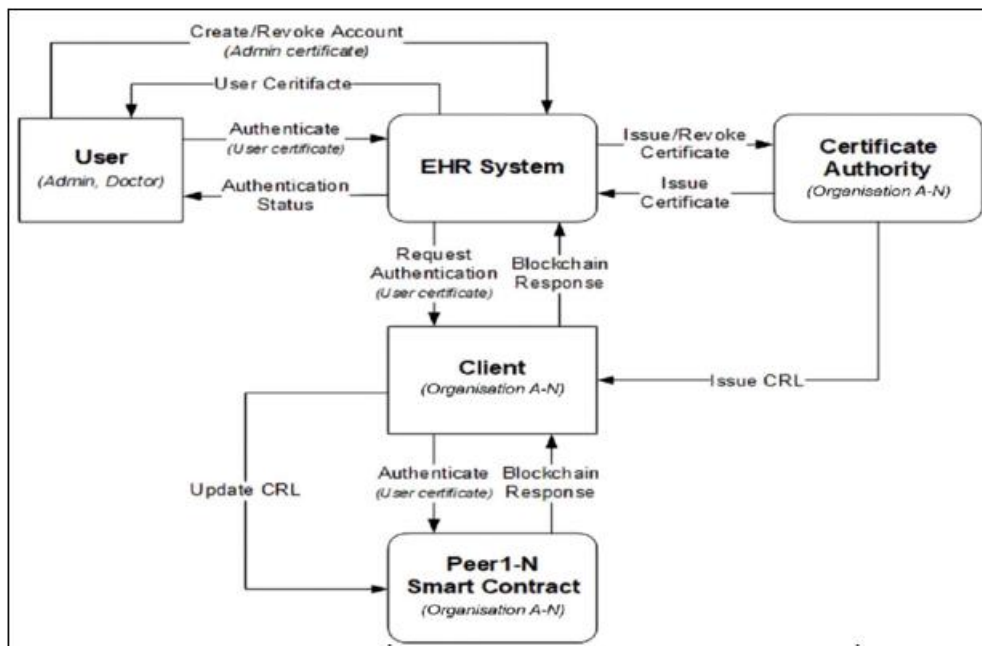 Create/Revoke Account
(Admin certificate)
User Ceritifacte
Authenticate
(User certificate)
Authentication
Status
User
(Admin, Doctor)
EHR System
Issue/Revoke
Certificate
Issue
Certificate
Certificate
Authority
(Organisation A-N)
Request
Authentication
(User certificate)
Blockchain
Response
Client
(Organisation A-N)
Issue CRL
Update CRL
Authenticate
(User certificate)
Blockchain
Response
Peer1-N
Smart Contract
(Organisation A-N)